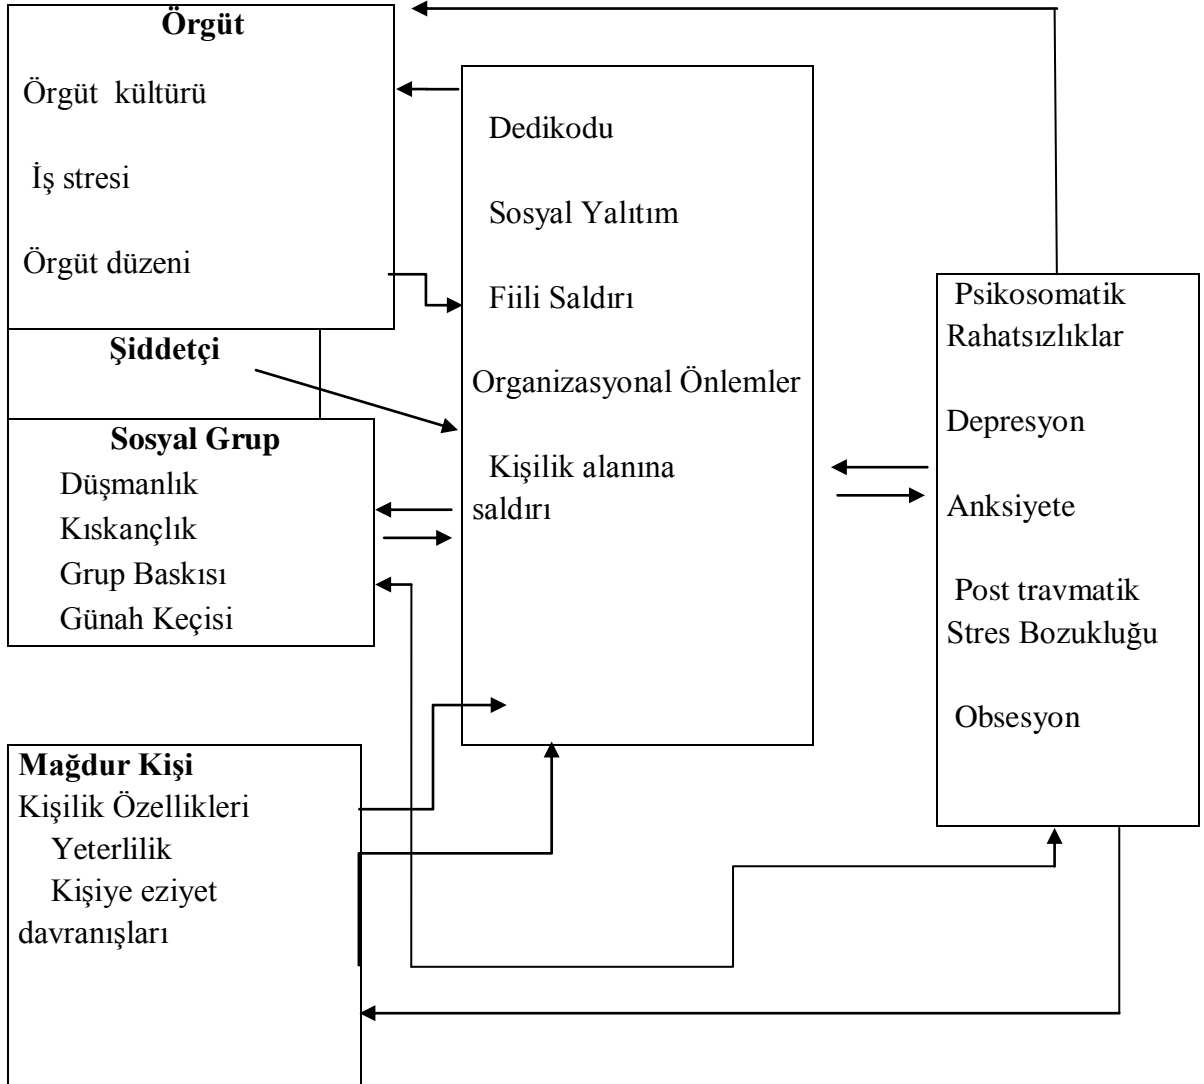 Örgüt
Örgüt kültürü
İş stresi
Örgüt düzeni
Şiddetçi
Sosyal Grup
Düşmanlık
Kıskançlık
Grup Baskısı
Günah Keçisi
Mağdur Kişi
Kişilik Özellikleri
Yeterlilik
Kişiye eziyet
davranışları
Dedikodu
Sosyal Yalıtım
Fiili Saldırı
Organizasyonal Önlemler
Kişilik alanına
saldırı
Psikosomatik
Rahatsızlıklar
Depresyon
Anksiyete
Post travmatik
Stres Bozukluğu
Obsesyon